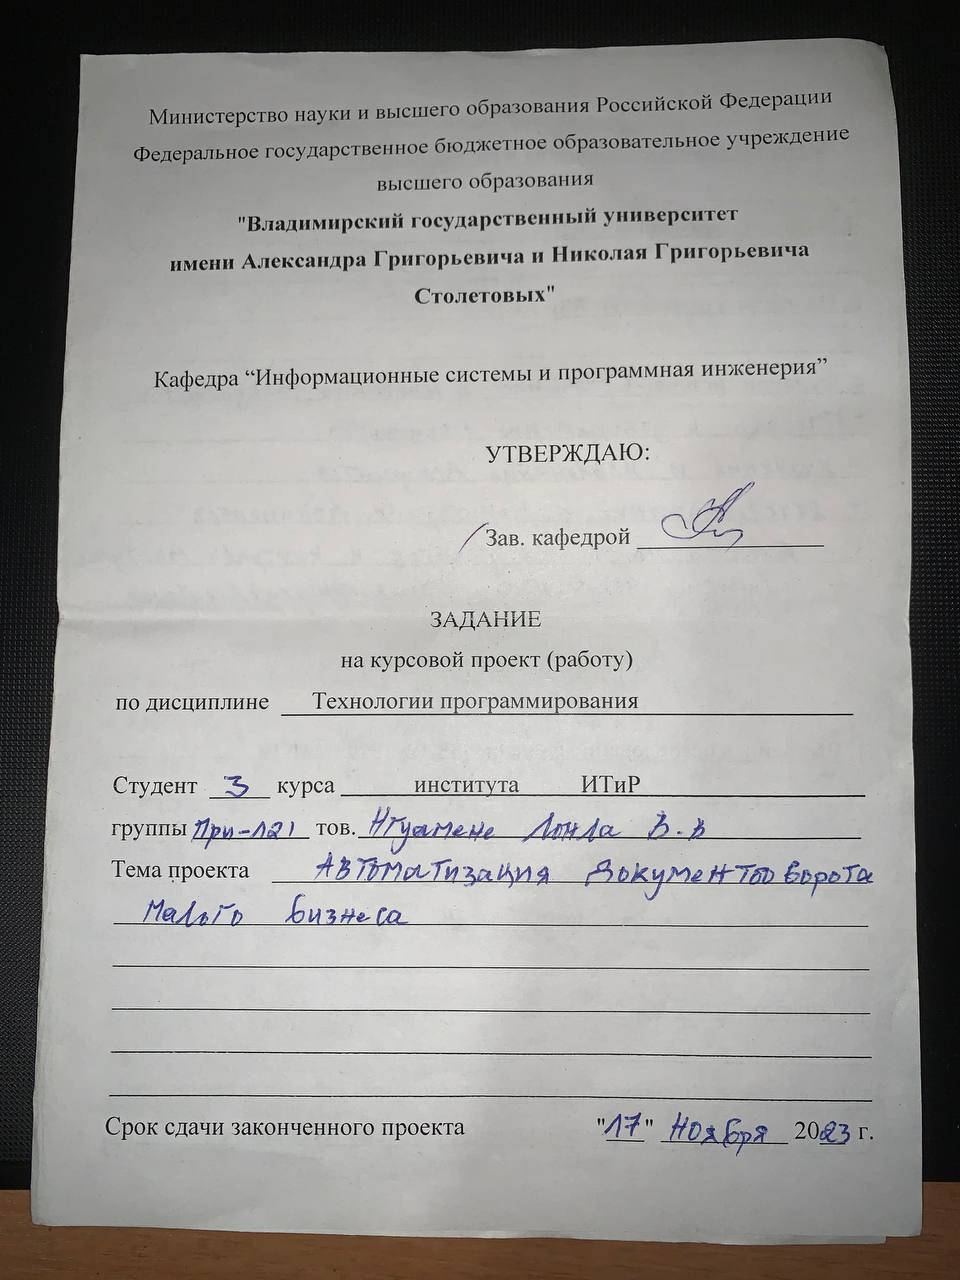 Министерство науки и высшего образования Российской Федерации
Федеральное государственное бюджетное образовательное учреждение
высшего образования
"Владимирский государственный университет
имени Александра Григорьевича и Николая Григорьевича
Столетовых"
Кафедра “Информационные системы и программная инженерия”
УТВЕРЖДАЮ:
Зав. кафедрой
ЗАДАНИЕ
на курсовой проект (работу)
по дисциплине Технологии программирования
Студент 3 курса института ИТиР
группы При-121 тов. Нгуамене Лонла В.В
Тема проекта Автоматизация документооборота
малого бизнеса
Срок сдачи законченного проекта "17" Ноября 2023 г.